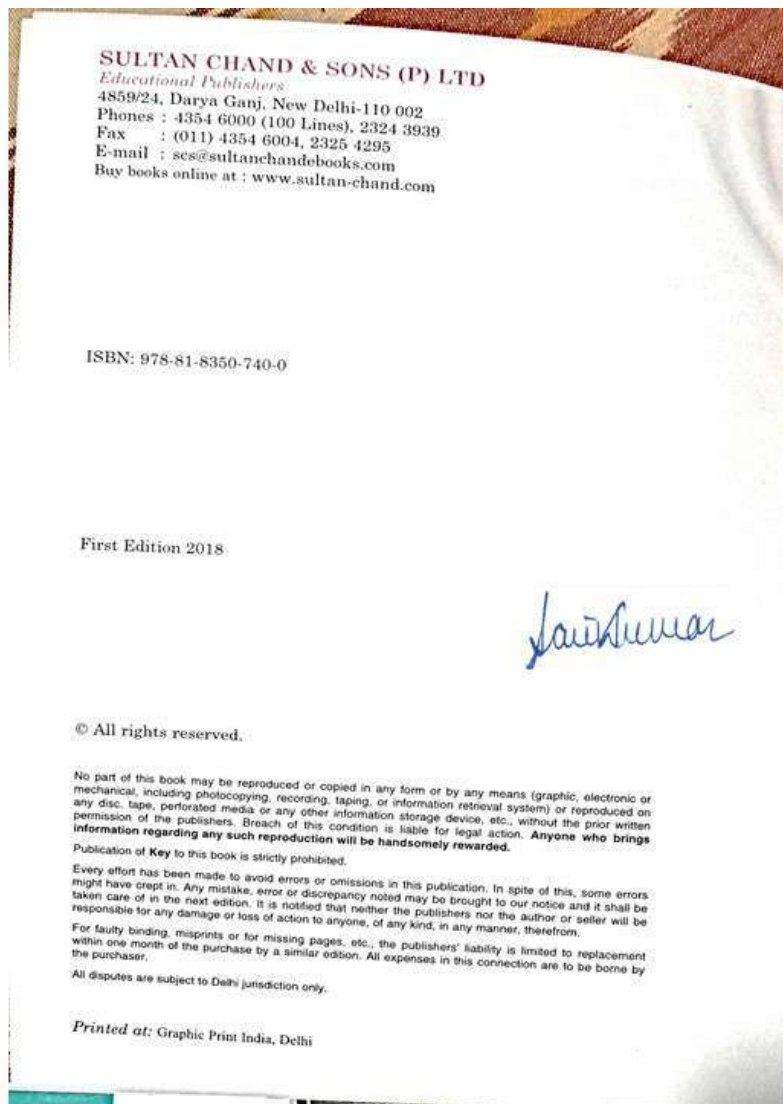 SULTAN CHAND & SONS (P) LTD
Educational Publishers
4859/24, Darya Ganj, New Delhi-110 002
Phones : 4354 6000 (100 Lines), 2324 3939
Fax : (011) 4354 6004, 2325 4295
E-mail : scs@sultanchandebooks.com
Buy books online at : www.sultan-chand.com
ISBN: 978-81-8350-740-0
First Edition 2018
© All rights reserved.
No part of this book may be reproduced or copied in any form or by any means (graphic, electronic or
mechanical, including photocopying, recording, taping, or information retrieval system) or reproduced on
any disc, tape, perforated media or any other information storage device, etc., without the prior written
permission of the publishers. Breach of this condition is liable for legal action. Anyone who brings
information regarding any such reproduction will be handsomely rewarded.
Publication of Key to this book is strictly prohibited.
Every effort has been made to avoid errors or omissions in this publication. In spite of this, some errors
might have crept in. Any mistake, error or discrepancy noted may be brought to our notice and it shall be
taken care of in the next edition. It is notified that neither the publishers nor the author or seller will be
responsible for any damage or loss of action to anyone, of any kind, in any manner, therefrom.
For faulty binding, misprints or for missing pages, etc., the publishers' liability is limited to replacement
within one month of the purchase by a similar edition. All expenses in this connection are to be borne by
the purchaser.
All disputes are subject to Delhi jurisdiction only.
Printed at: Graphic Print India, Delhi